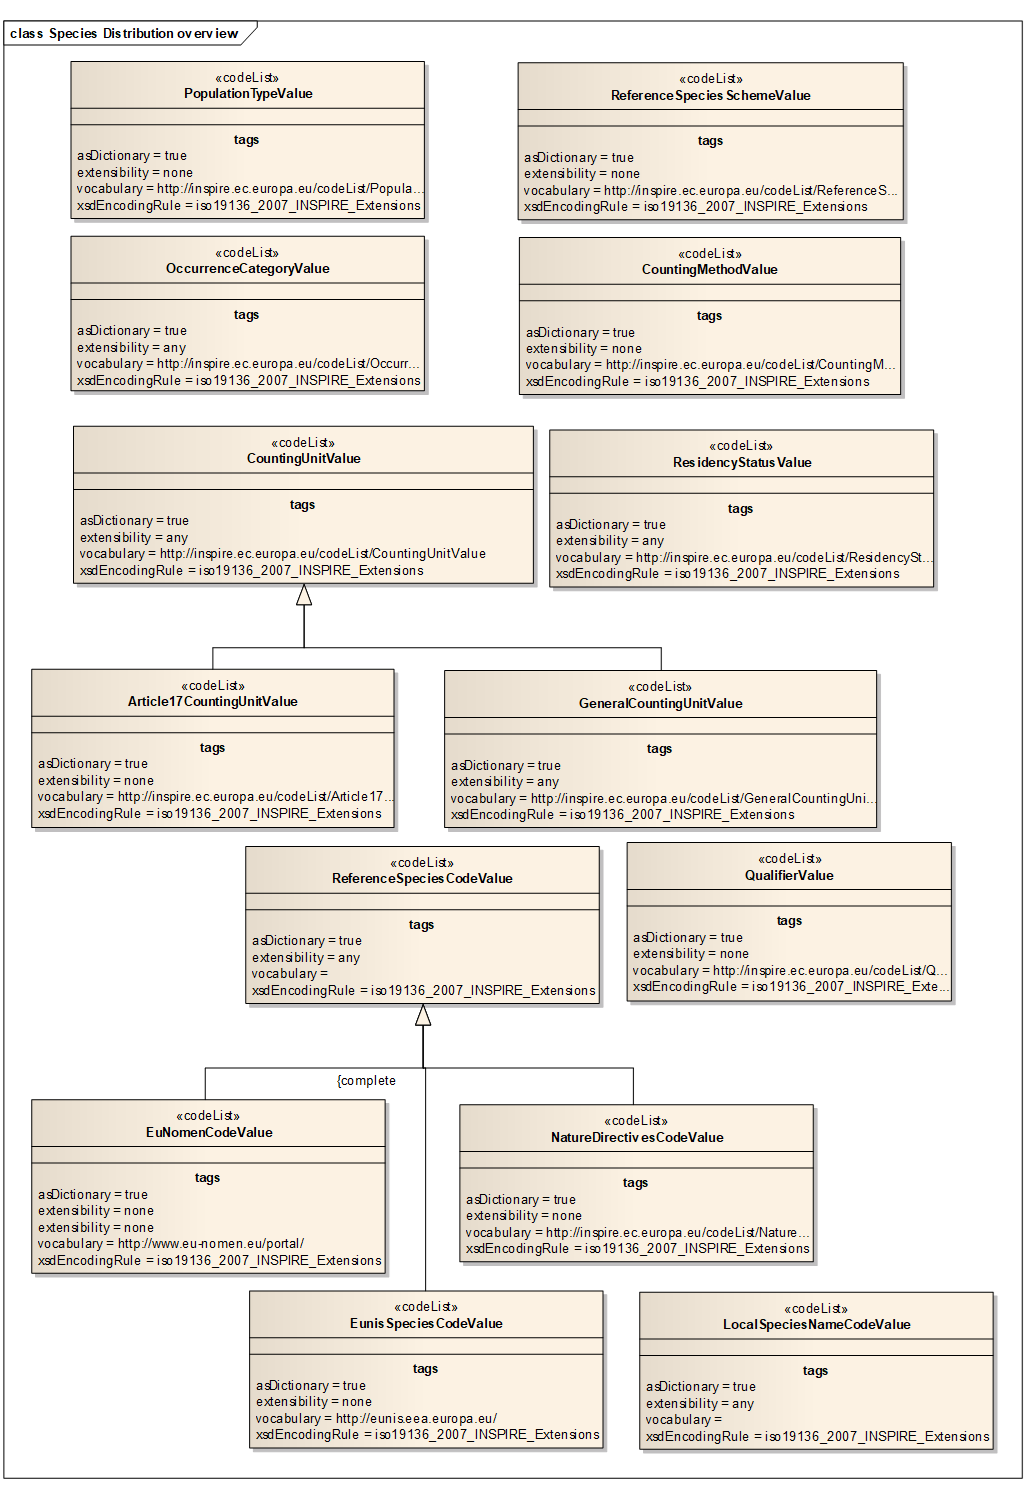 class Species Distribution overview
«codeList»
PopulationTypeValue
tags
asDictionary = true
extensibility = none
vocabulary = http://inspire.ec.europa.eu/codeList/Popula...
xsdEncodingRule = iso19136_2007_INSPIRE_Extensions
«codeList»
ReferenceSpeciesSchemeValue
tags
asDictionary = true
extensibility = none
vocabulary = http://inspire.ec.europa.eu/codeList/ReferenceS...
xsdEncodingRule = iso19136_2007_INSPIRE_Extensions
«codeList»
OccurrenceCategoryValue
tags
asDictionary = true
extensibility = any
vocabulary = http://inspire.ec.europa.eu/codeList/Occurr...
xsdEncodingRule = iso19136_2007_INSPIRE_Extensions
«codeList»
CountingMethodValue
tags
asDictionary = true
extensibility = none
vocabulary = http://inspire.ec.europa.eu/codeList/CountingM...
xsdEncodingRule = iso19136_2007_INSPIRE_Extensions
«codeList»
CountingUnitValue
tags
asDictionary = true
extensibility = any
vocabulary = http://inspire.ec.europa.eu/codeList/CountingUnitValue
xsdEncodingRule = iso19136_2007_INSPIRE_Extensions
«codeList»
ResidencyStatusValue
tags
asDictionary = true
extensibility = any
vocabulary = http://inspire.ec.europa.eu/codeList/ResidencySt...
xsdEncodingRule = iso19136_2007_INSPIRE_Extensions
«codeList»
Article17CountingUnitValue
tags
asDictionary = true
extensibility = none
vocabulary = http://inspire.ec.europa.eu/codeList/Article17...
xsdEncodingRule = iso19136_2007_INSPIRE_Extensions
«codeList»
GeneralCountingUnitValue
tags
asDictionary = true
extensibility = any
vocabulary = http://inspire.ec.europa.eu/codeList/GeneralCountingUni...
xsdEncodingRule = iso19136_2007_INSPIRE_Extensions
«codeList»
ReferenceSpeciesCodeValue
tags
asDictionary = true
extensibility = any
vocabulary =
xsdEncodingRule = iso19136_2007_INSPIRE_Extensions
«codeList»
QualifierValue
tags
asDictionary = true
extensibility = none
vocabulary = http://inspire.ec.europa.eu/codeList/Q...
xsdEncodingRule = iso19136_2007_INSPIRE_Exte...
{complete
«codeList»
EuNomenCodeValue
tags
asDictionary = true
extensibility = none
extensibility = none
vocabulary = http://www.eu-nomen.eu/portal/
xsdEncodingRule = iso19136_2007_INSPIRE_Extensions
«codeList»
NatureDirectivesCodeValue
tags
asDictionary = true
extensibility = none
vocabulary = http://inspire.ec.europa.eu/codeList/Nature...
xsdEncodingRule = iso19136_2007_INSPIRE_Extensions
«codeList»
EunisSpeciesCodeValue
tags
asDictionary = true
extensibility = none
vocabulary = http://eunis.eea.europa.eu/
xsdEncodingRule = iso19136_2007_INSPIRE_Extensions
«codeList»
LocalSpeciesNameCodeValue
tags
asDictionary = true
extensibility = any
vocabulary =
xsdEncodingRule = iso19136_2007_INSPIRE_Extensions